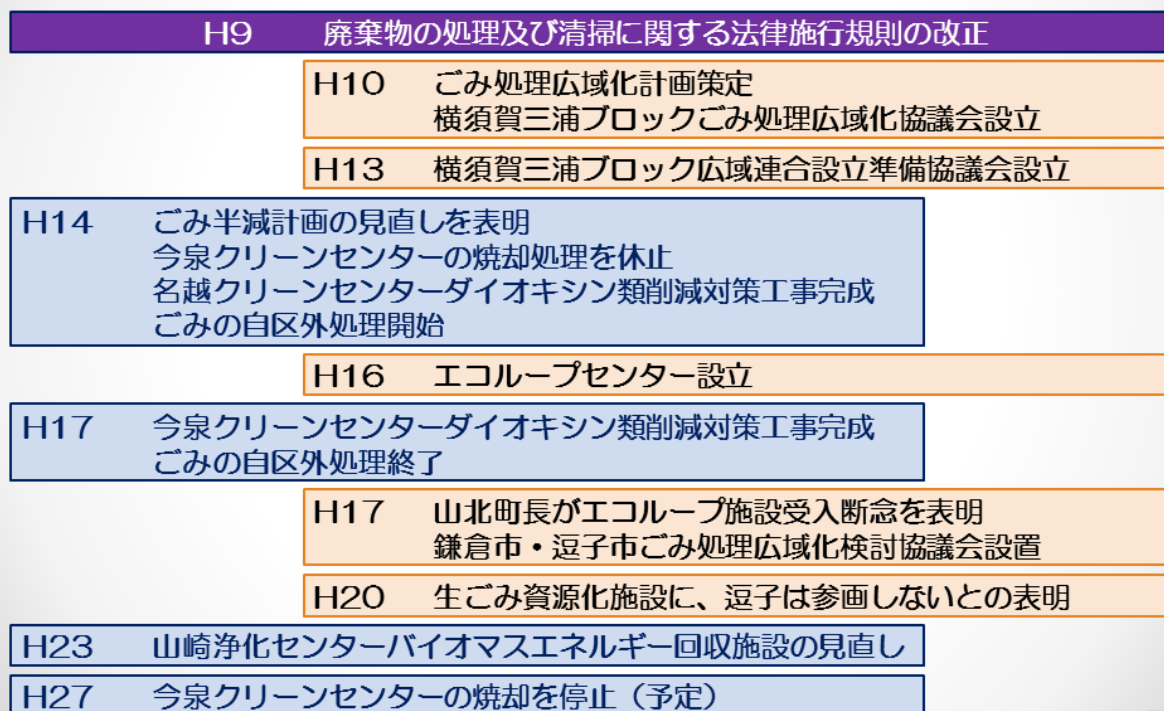 H9 廃棄物の処理及び清掃に関する法律施行規則の改正
H10 ごみ処理広域化計画策定
横須賀三浦ブロックごみ処理広域化協議会設立
H13 横須賀三浦ブロック広域連合設立準備協議会設立
H14 ごみ半減計画の見直しを表明
今泉クリーンセンターの焼却処理を休止
名越クリーンセンターダイオキシン類削減対策工事完成
ごみの自区外処理開始
H16 エコループセンター設立
H17 今泉クリーンセンターダイオキシン類削減対策工事完成
ごみの自区外処理終了
H17 山北町長がエコループ施設受入断念を表明
鎌倉市・逗子市ごみ処理広域化検討協議会設置
H20 生ごみ資源化施設に、逗子は参画しないとの表明
H23 山崎浄化センターバイオマスエネルギー回収施設の見直し
H27 今泉クリーンセンターの焼却を停止（予定）